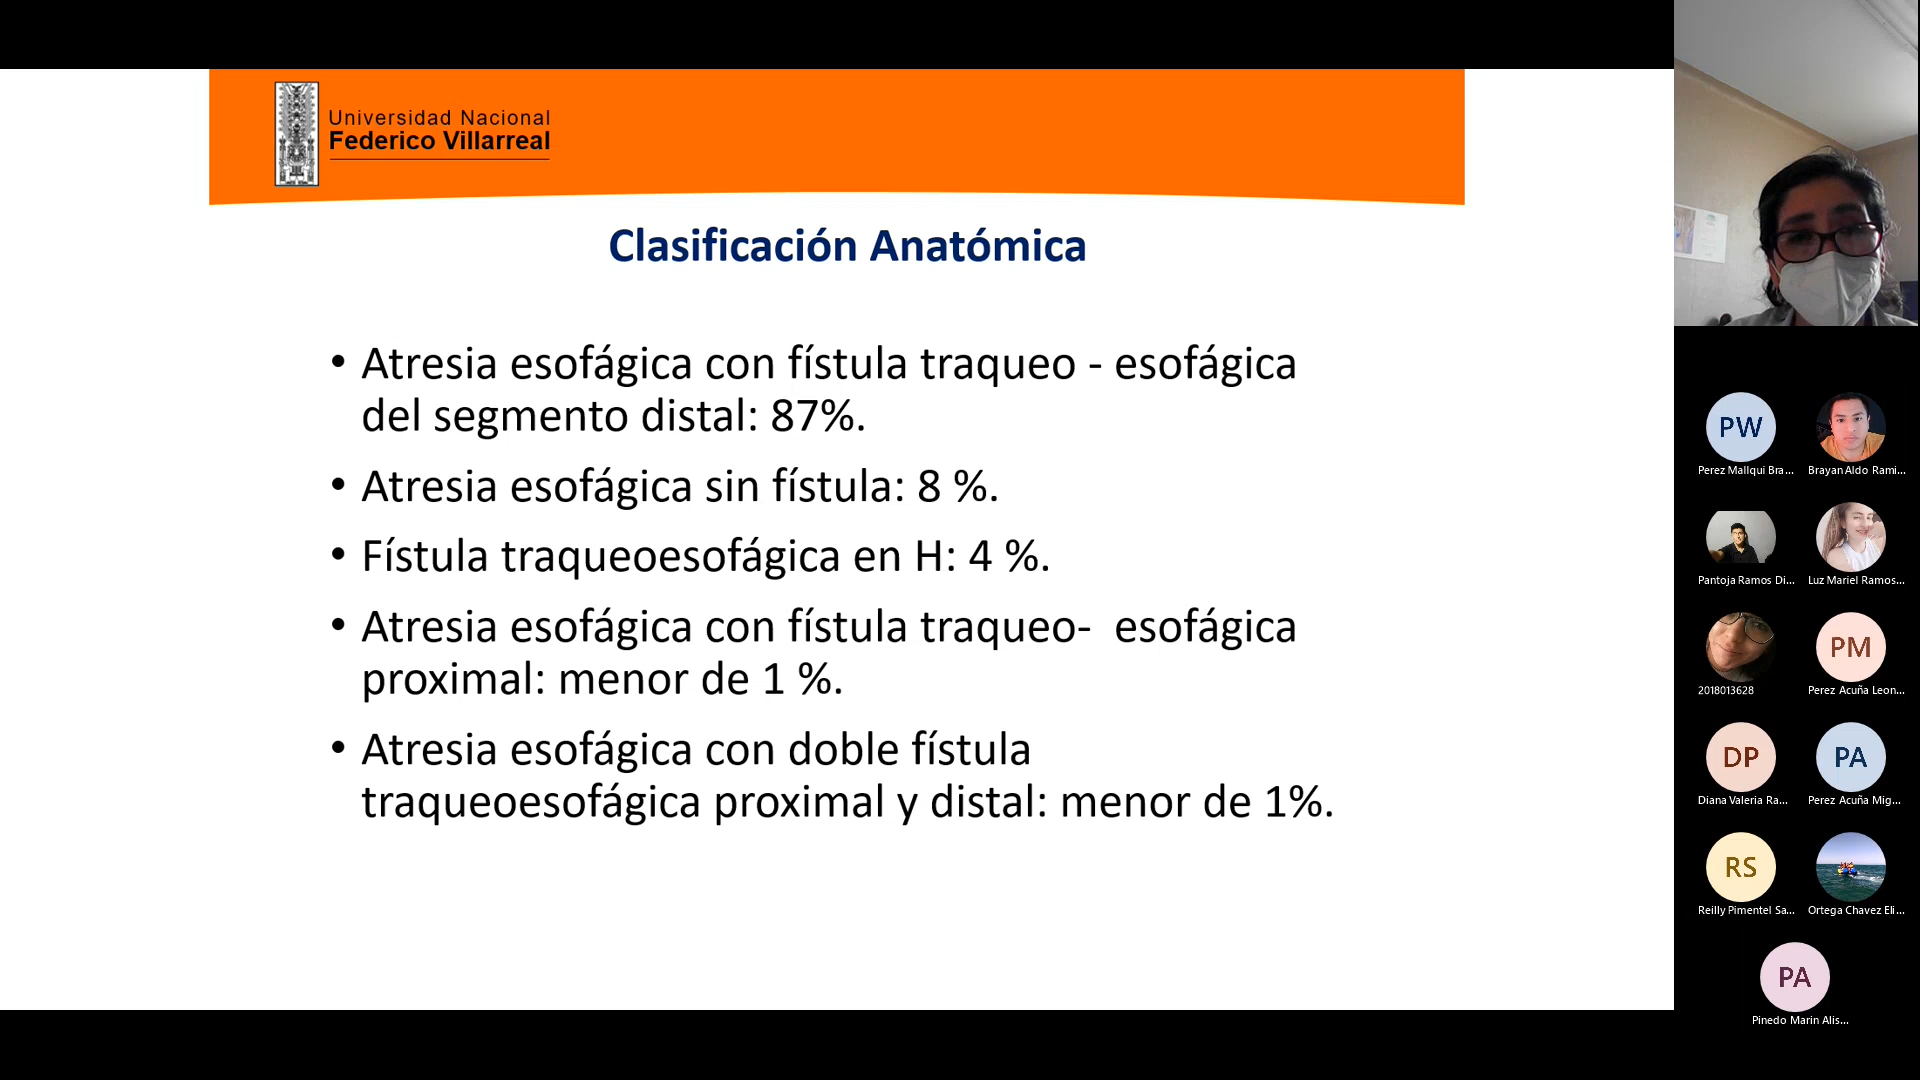 Universidad Nacional
Federico Villarreal
Clasificación Anatómica
• Atresia esofágica con fístula traqueo - esofágica
del segmento distal: 87%.
• Atresia esofágica sin fístula: 8 %.
• Fístula traqueoesofágica en H: 4 %.
• Atresia esofágica con fístula traqueo-  esofágica
proximal: menor de 1 %.
• Atresia esofágica con doble fístula
traqueoesofágica proximal y distal: menor de 1%.
PW
Perez Mallqui Bra...
Brayan Aldo Rami...
Pantoja Ramos Di...
Luz Mariel Ramos...
2018013628
PM
Perez Acuña Leon...
DP
Diana Valeria Ra...
PA
Perez Acuña Mig...
RS
Reilly Pimentel Sa...
Ortega Chavez Eli...
PA
Pinedo Marin Alis...